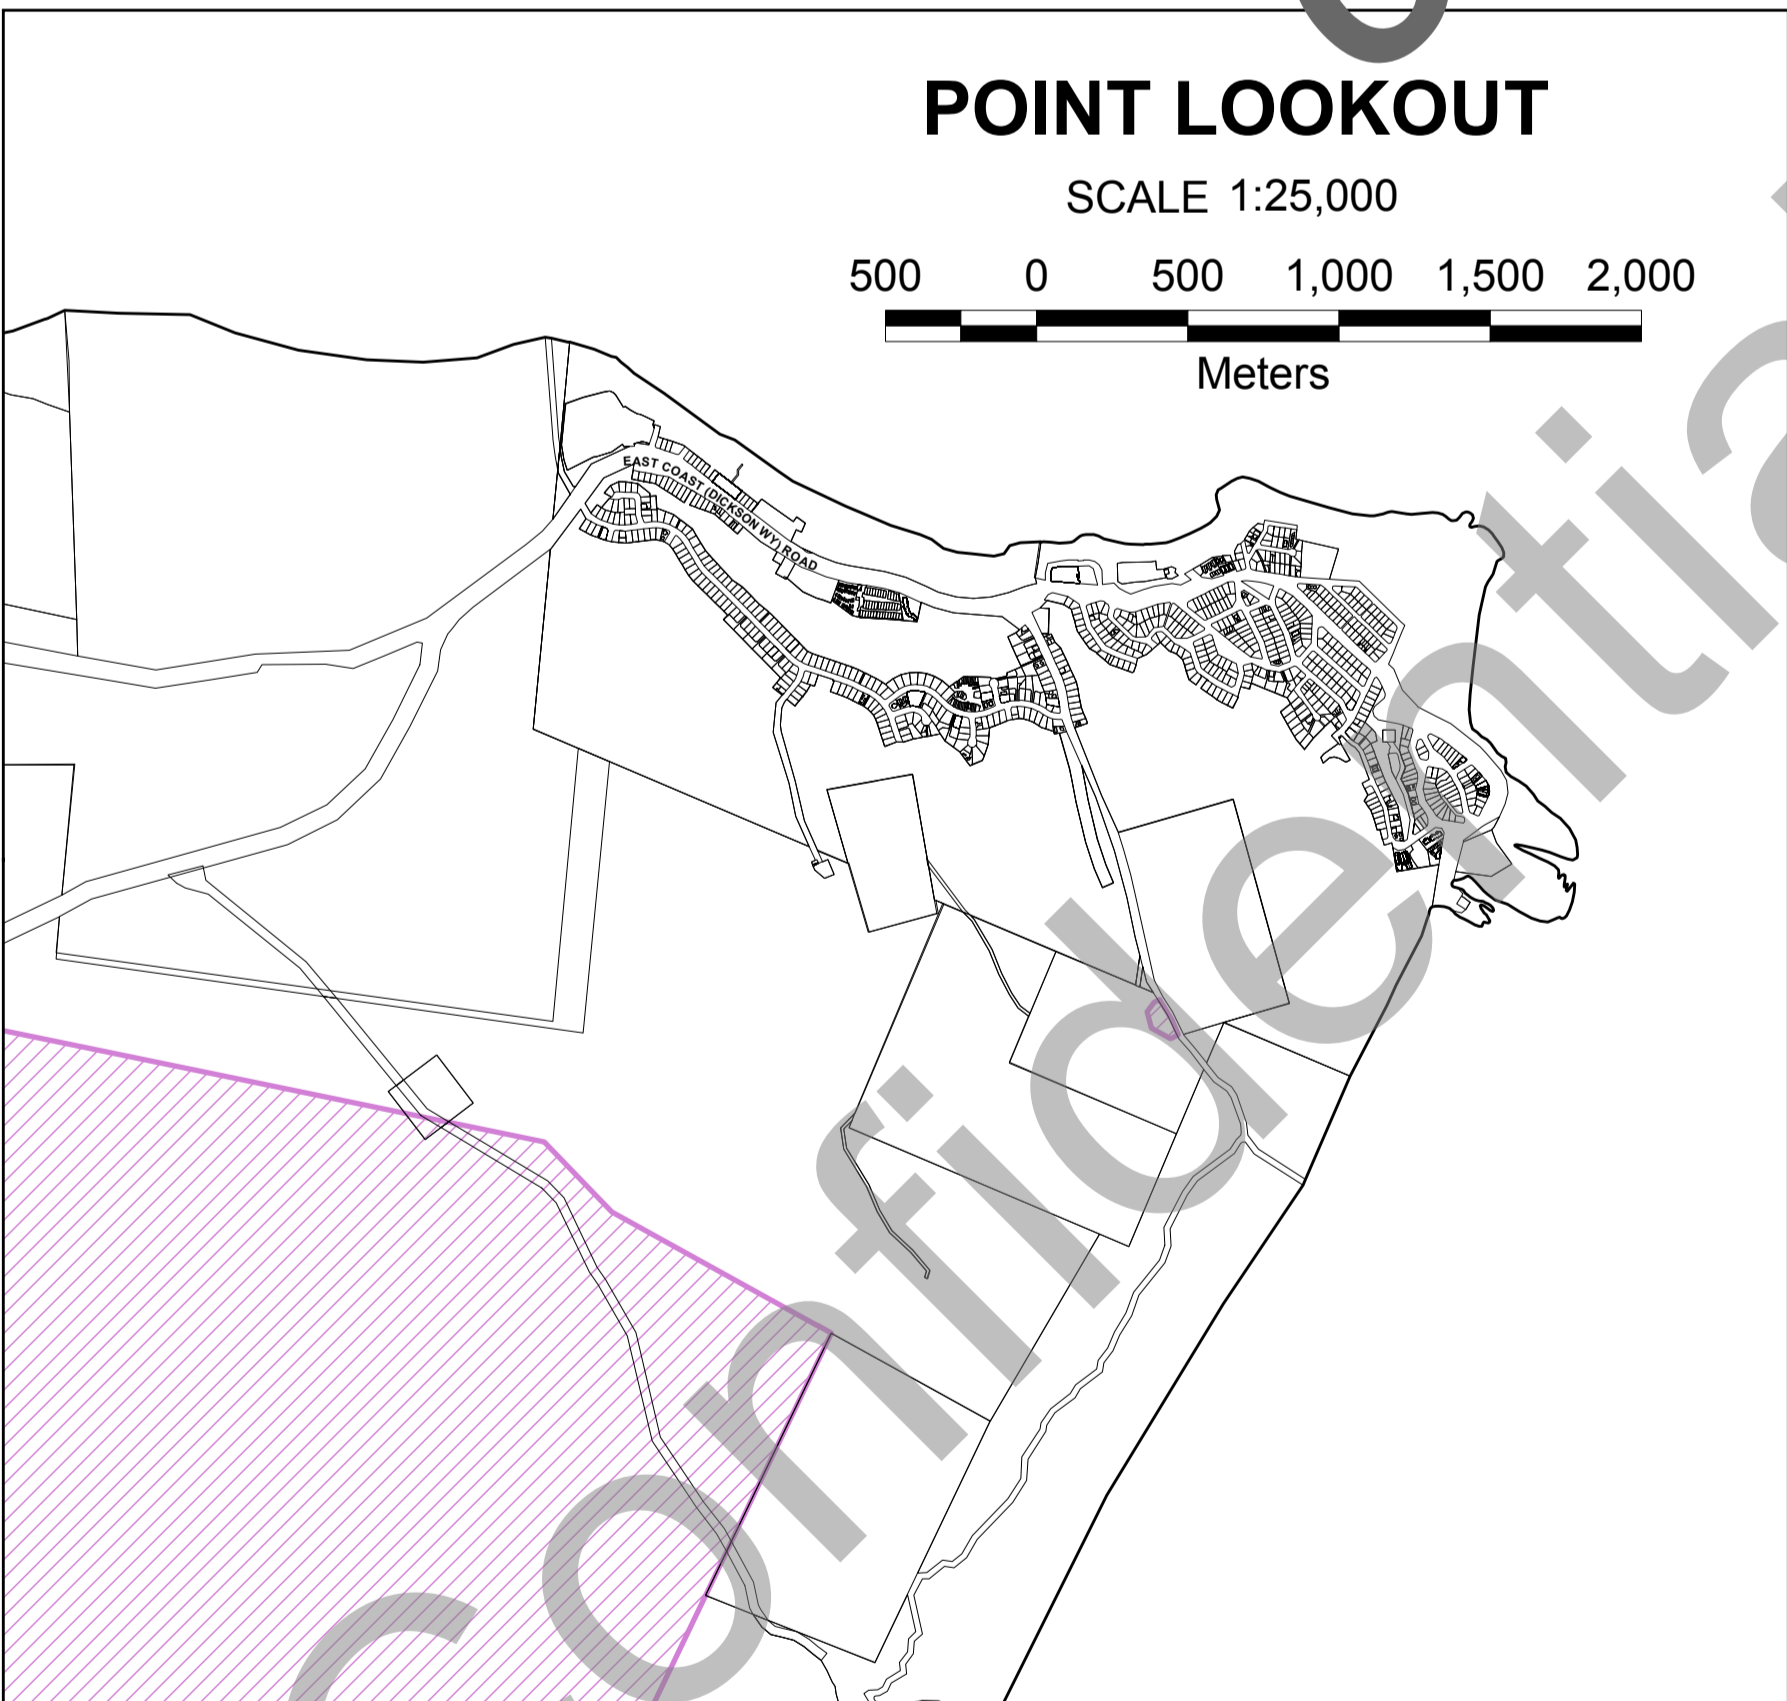 POINT LOOKOUT
SCALE 1:25,000
500 0 500 1,000 1,500 2,000
Meters
EAST COAST (DICKSON WY) ROAD
confidential